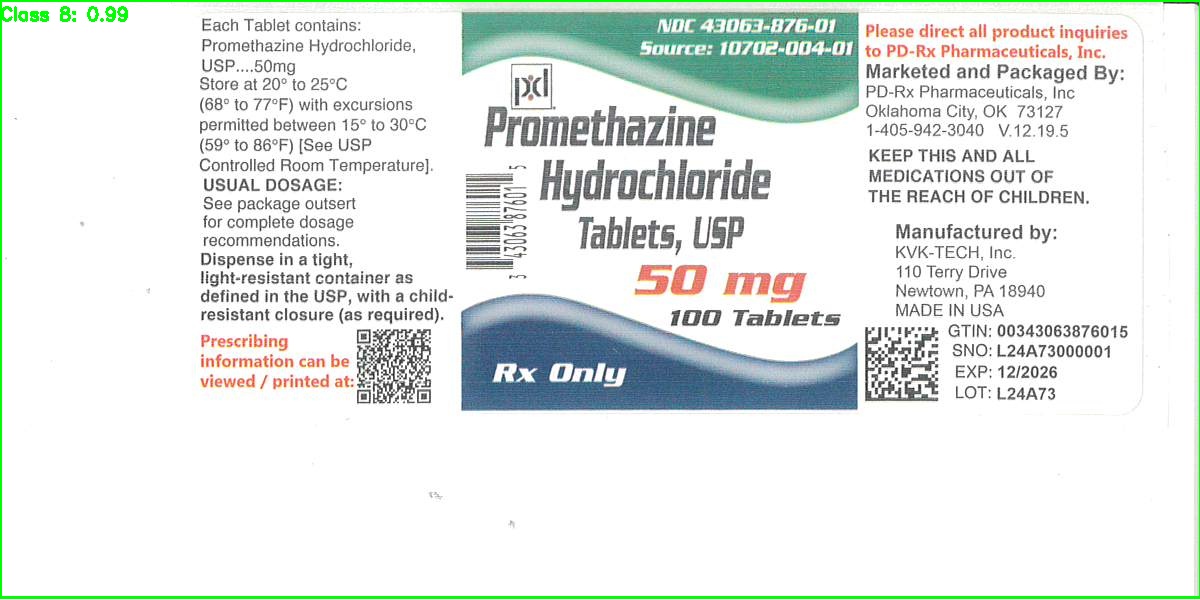 Class 8: 0.99
Each Tablet contains:
Promethazine Hydrochloride,
USP....50mg
Store at 20° to 25°C
(68° to 77°F) with excursions
permitted between 15° to 30°C
(59° to 86°F) [See USP
Controlled Room Temperature].
USUAL DOSAGE:
See package outsert
for complete dosage
recommendations.
Dispense in a tight,
light-resistant container as
defined in the USP, with a child-
resistant closure (as required).
Prescribing
information can be
viewed / printed at:
NDC 43063-876-01
Source: 10702-004-01
pd
Promethazine
Hydrochloride
Tablets, USP
50 mg
100 Tablets
3 43063 87601 5
Rx Only
Please direct all product inquiries
to PD-Rx Pharmaceuticals, Inc.
Marketed and Packaged By:
PD-Rx Pharmaceuticals, Inc
Oklahoma City, OK 73127
1-405-942-3040 V.12.19.5
KEEP THIS AND ALL
MEDICATIONS OUT OF
THE REACH OF CHILDREN.
Manufactured by:
KVK-TECH, Inc.
110 Terry Drive
Newtown, PA 18940
MADE IN USA
GTIN: 00343063876015
SNO: L24A73000001
EXP: 12/2026
LOT: L24A73